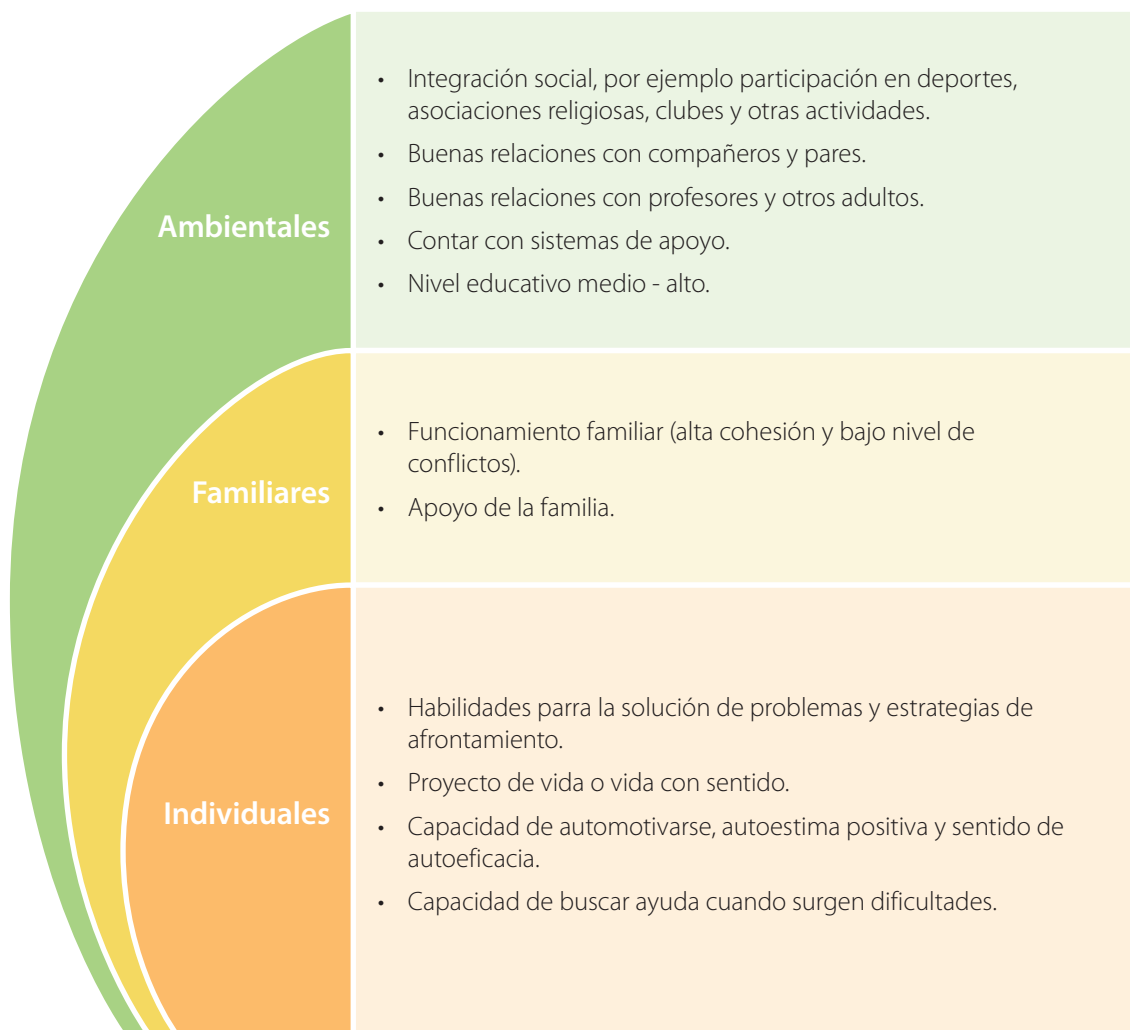 Ambientales
• Integración social, por ejemplo participación en deportes,
asociaciones religiosas, clubes y otras actividades.
• Buenas relaciones con compañeros y pares.
• Buenas relaciones con profesores y otros adultos.
• Contar con sistemas de apoyo.
• Nivel educativo medio - alto.
Familiares
• Funcionamiento familiar (alta cohesión y bajo nivel de
conflictos).
• Apoyo de la familia.
Individuales
• Habilidades parra la solución de problemas y estrategias de
afrontamiento.
• Proyecto de vida o vida con sentido.
• Capacidad de automotivarse, autoestima positiva y sentido de
autoeficacia.
• Capacidad de buscar ayuda cuando surgen dificultades.